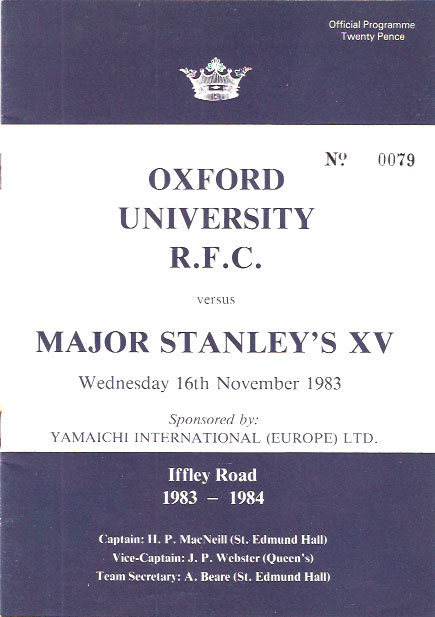 Official Programme
Twenty Pence
Nº 0079
OXFORD
UNIVERSITY
R.F.C.
versus
MAJOR STANLEY'S XV
Wednesday 16th November 1983
Sponsored by:
YAMAICHI INTERNATIONAL (EUROPE) LTD.
Iffley Road
1983 – 1984
Captain: H. P. MacNeill (St. Edmund Hall)
Vice-Captain: J. P. Webster (Queen's)
Team Secretary: A. Beare (St. Edmund Hall)